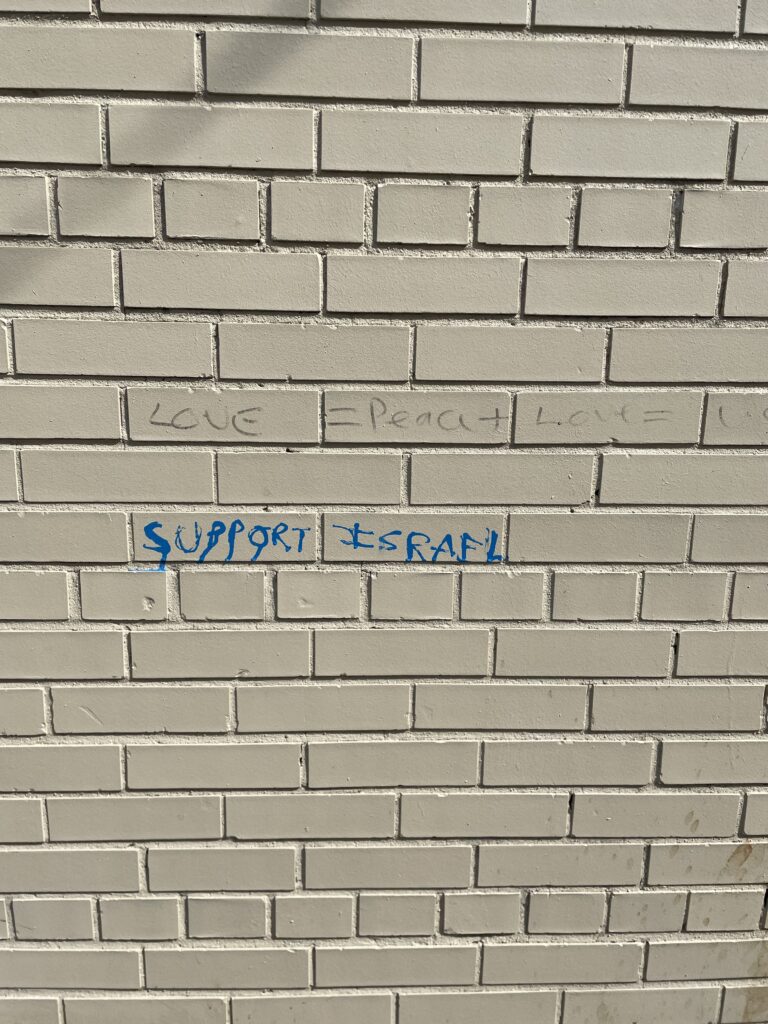 LOVE = Peace + Love =
SUPPORT ISRAEL